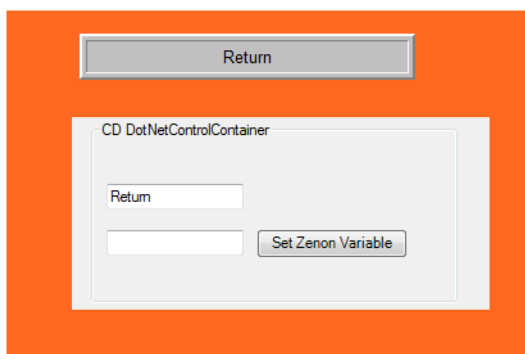 Return
CD DotNetControlContainer
Return
Set Zenon Variable